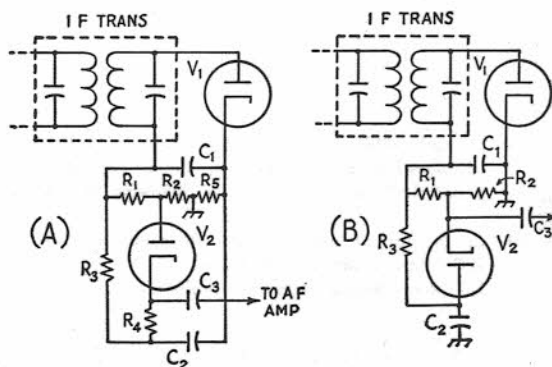 I F TRANS
V1
C1
R1 R2 R5
(A)
V2
R3
C3
TO AF
AMP
R4
C2
I F TRANS
V1
C1
R1
R2
(B)
C3
R3
V2
C2